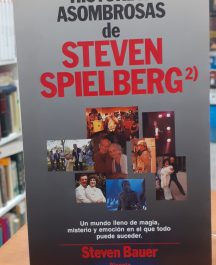 HISTORIAS
ASOMBROSAS
de
STEVEN
SPIELBERG 2)
Un mundo lleno de magia,
misterio y emoción en el que todo
puede suceder.
Steven Bauer